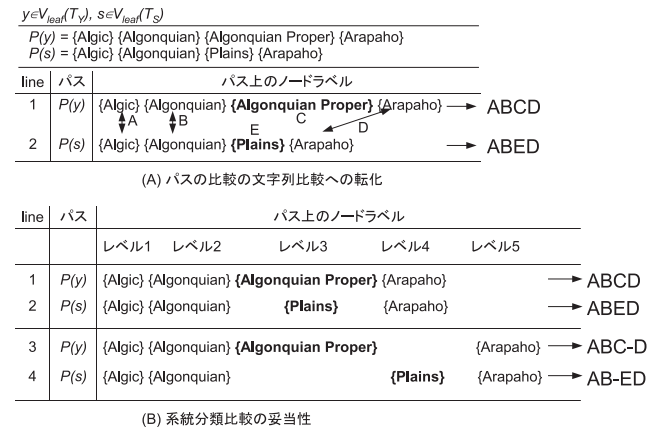 y∈V_leaf(T_Y), s∈V_leaf(T_S)
P(y) = {Algic} {Algonquian} {Algonquian Proper} {Arapaho}
P(s) = {Algic} {Algonquian} {Plains} {Arapaho}
line パス パス上のノードラベル
1 P(y) {Algic} {Algonquian} {Algonquian Proper} {Arapaho} → ABCD
A B C D E
2 P(s) {Algic} {Algonquian} {Plains} {Arapaho} → ABED
(A) パスの比較の文字列比較への転化
line パス パス上のノードラベル
レベル1 レベル2 レベル3 レベル4 レベル5
1 P(y) {Algic} {Algonquian} {Algonquian Proper} {Arapaho} → ABCD
2 P(s) {Algic} {Algonquian} {Plains} {Arapaho} → ABED
3 P(y) {Algic} {Algonquian} {Algonquian Proper} {Arapaho} → ABC-D
4 P(s) {Algic} {Algonquian} {Plains} {Arapaho} → AB-ED
(B) 系統分類比較の妥当性